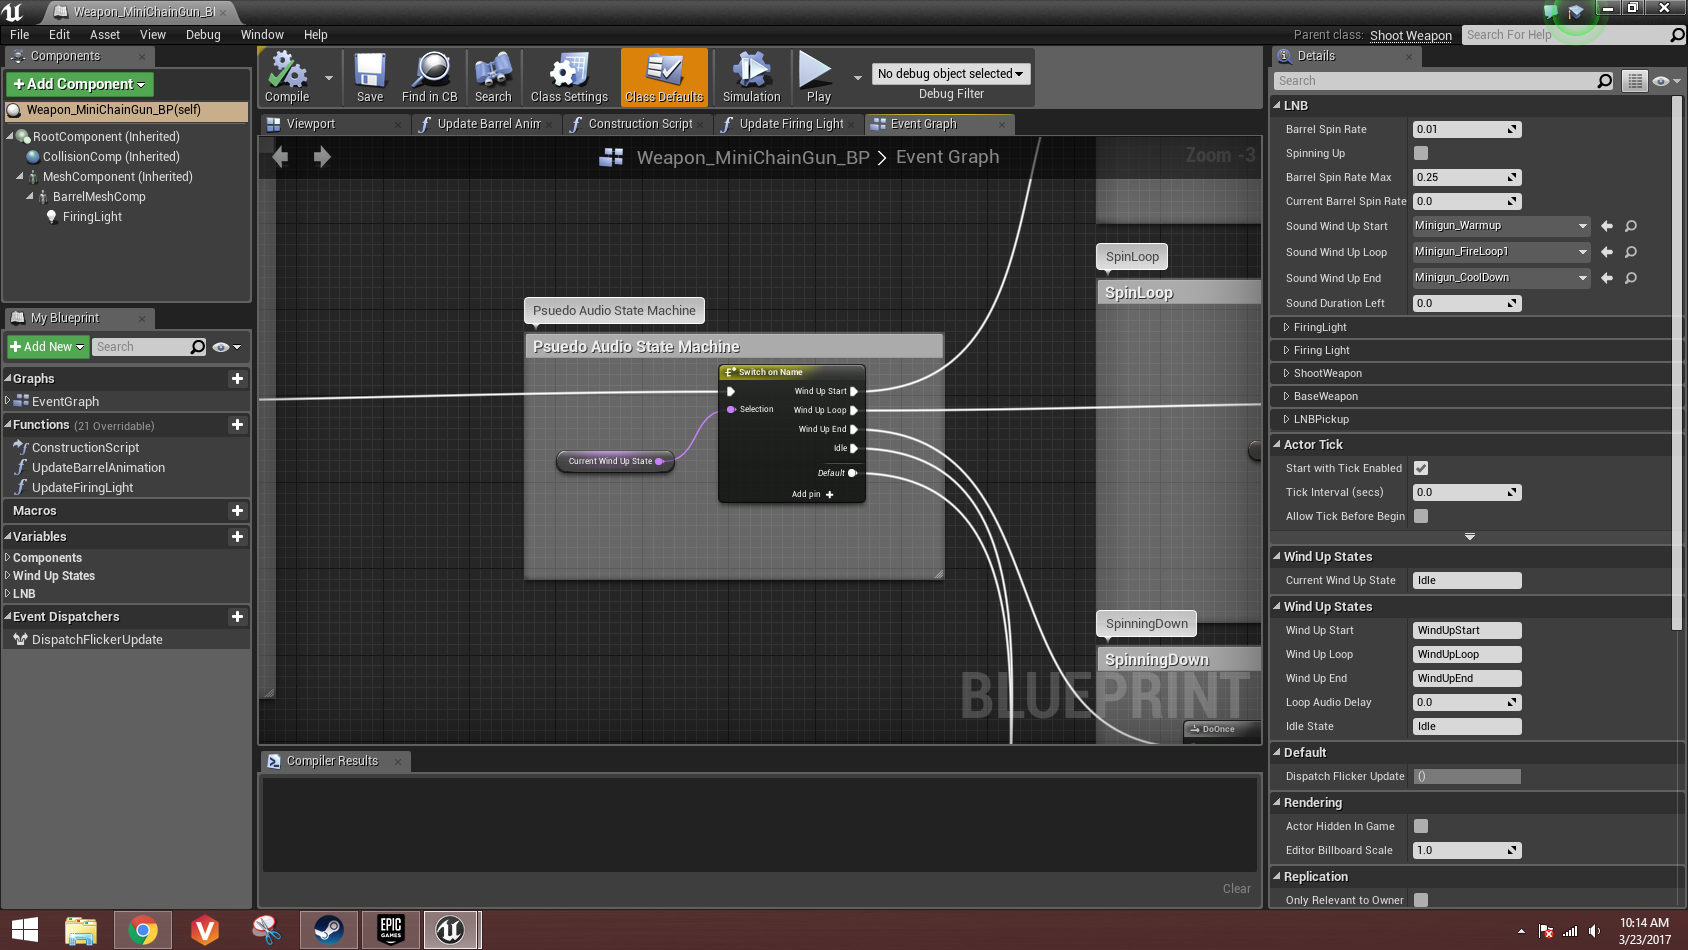 Weapon_MiniChainGun_BI
File Edit Asset View Debug Window Help
Parent class: Shoot Weapon
Search For Help
Components
+Add Component
Weapon_MiniChainGun_BP(self)
RootComponent (Inherited)
CollisionComp (Inherited)
MeshComponent (Inherited)
BarrelMeshComp
FiringLight
My Blueprint
+Add New
Search
Graphs
EventGraph
Functions (21 Overridable)
ConstructionScript
UpdateBarrelAnimation
UpdateFiringLight
Macros
Variables
Components
Wind Up States
LNB
Event Dispatchers
DispatchFlickerUpdate
Compile
Save
Find in CB
Search
Class Settings
Class Defaults
Simulation
Play
No debug object selected
Debug Filter
Viewport
Update Barrel Anim
Construction Script
Update Firing Light
Event Graph
Weapon_MiniChainGun_BP > Event Graph
Zoom -3
Psuedo Audio State Machine
Psuedo Audio State Machine
Switch on Name
Wind Up Start
Selection
Wind Up Loop
Wind Up End
Idle
Default
Add pin +
Current Wind Up State
SpinLoop
SpinLoop
SpinningDown
SpinningDown
DoOnce
BLUEPRINT
Compiler Results
Clear
Details
Search
LNB
Barrel Spin Rate 0.01
Spinning Up
Barrel Spin Rate Max 0.25
Current Barrel Spin Rate 0.0
Sound Wind Up Start Minigun_Warmup
Sound Wind Up Loop Minigun_FireLoop1
Sound Wind Up End Minigun_CoolDown
Sound Duration Left 0.0
FiringLight
Firing Light
ShootWeapon
BaseWeapon
LNBPickup
Actor Tick
Start with Tick Enabled
Tick Interval (secs) 0.0
Allow Tick Before Begin
Wind Up States
Current Wind Up State Idle
Wind Up States
Wind Up Start WindUpStart
Wind Up Loop WindUpLoop
Wind Up End WindUpEnd
Loop Audio Delay 0.0
Idle State Idle
Default
Dispatch Flicker Update ()
Rendering
Actor Hidden In Game
Editor Billboard Scale 1.0
Replication
Only Relevant to Owner
EPIC
GAMES
10:14 AM
3/23/2017